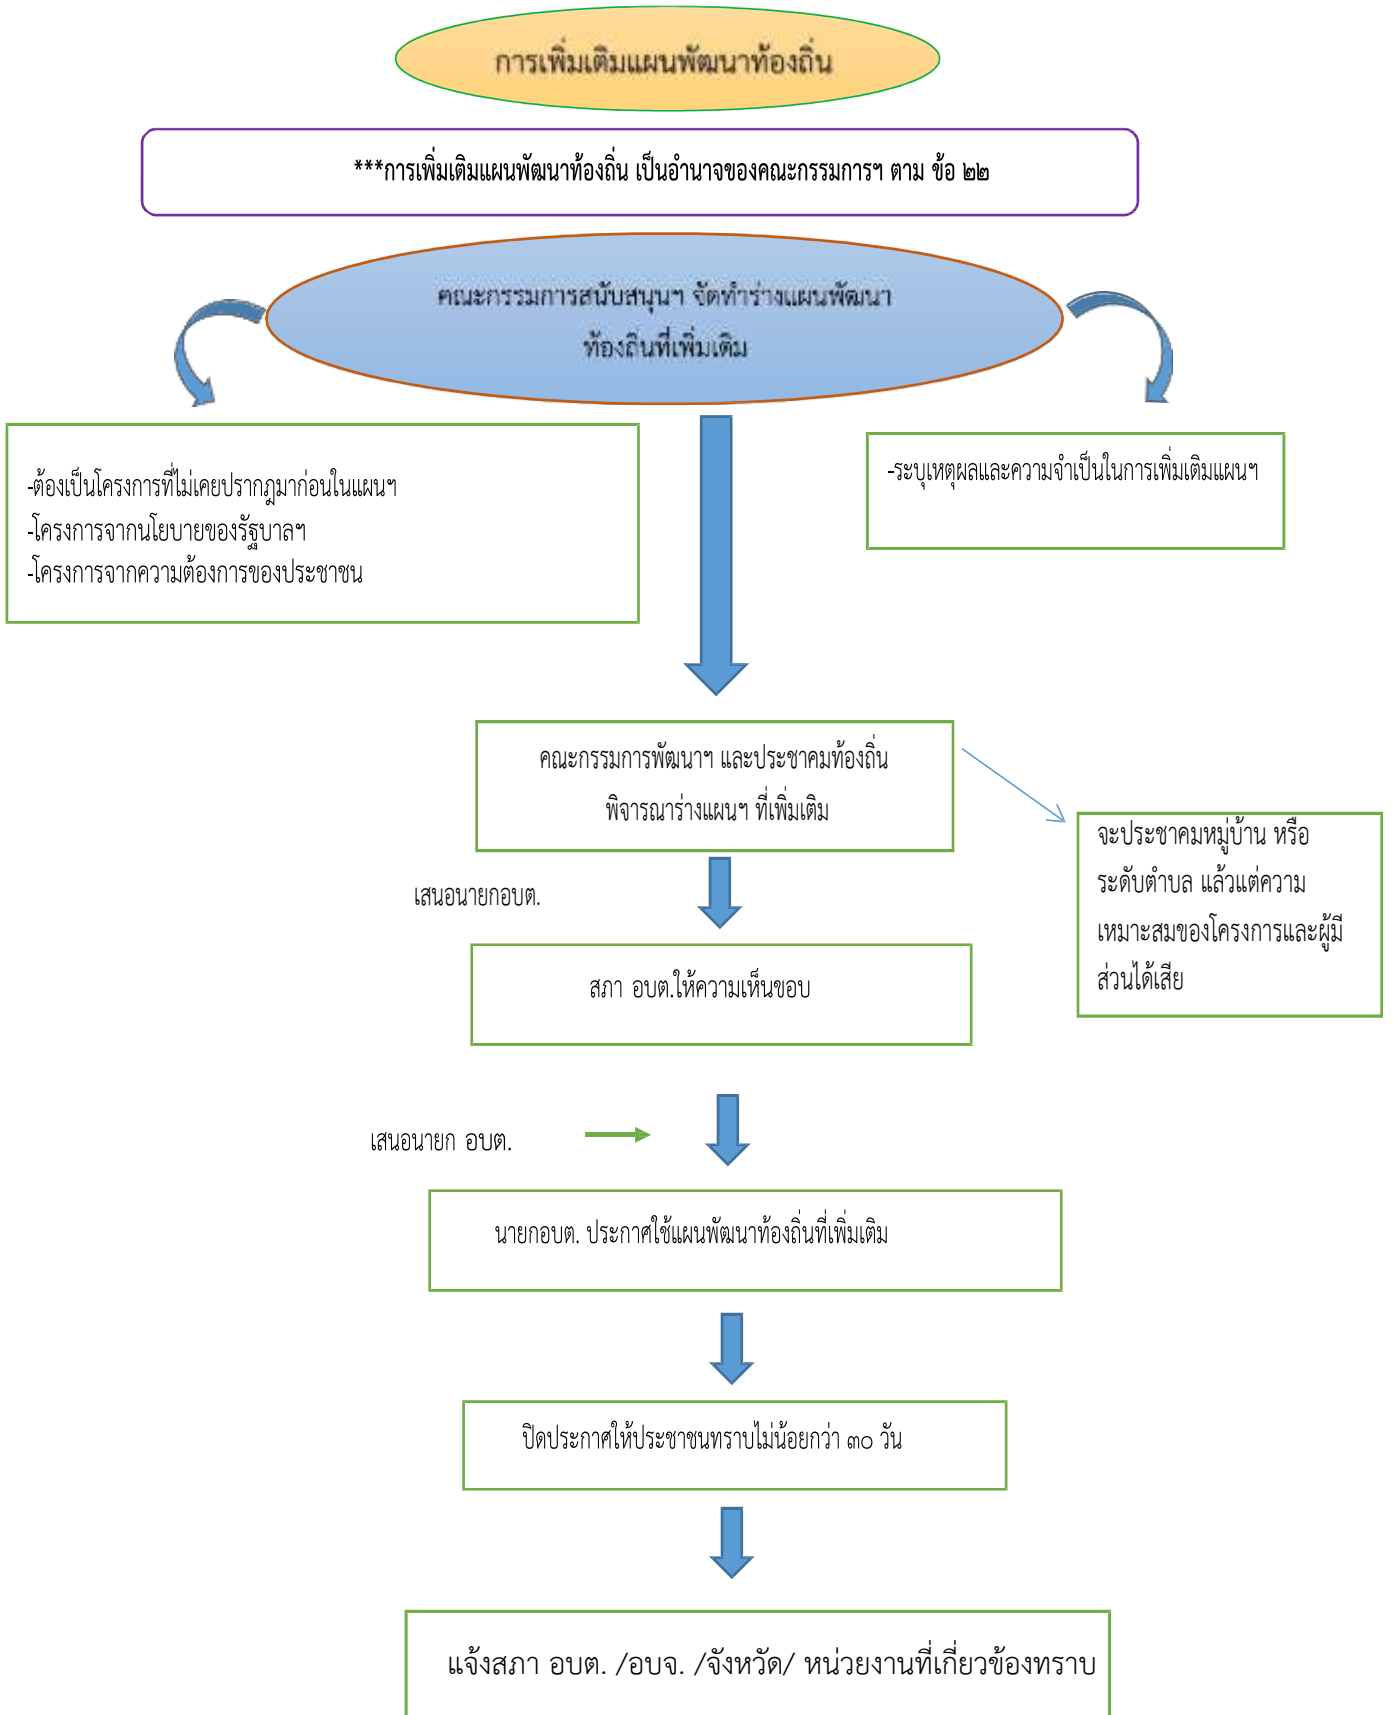 การเพิ่มเติมแผนพัฒนาท้องถิ่น
***การเพิ่มเติมแผนพัฒนาท้องถิ่น เป็นอำนาจของคณะกรรมการฯ ตาม ข้อ ๒๒
คณะกรรมการสนับสนุนฯ จัดทำร่างแผนพัฒนา
ท้องถิ่นที่เพิ่มเติม
-ต้องเป็นโครงการที่ไม่เคยปรากฏมาก่อนในแผนฯ
-โครงการจากนโยบายของรัฐบาลฯ
-โครงการจากความต้องการของประชาชน
-ระบุเหตุผลและความจำเป็นในการเพิ่มเติมแผนฯ
คณะกรรมการพัฒนาฯ และประชาคมท้องถิ่น
พิจารณาร่างแผนฯ ที่เพิ่มเติม
จะประชาคมหมู่บ้าน หรือ
ระดับตำบล แล้วแต่ความ
เหมาะสมของโครงการและผู้มี
ส่วนได้เสีย
เสนอนายกอบต.
สภา อบต.ให้ความเห็นขอบ
เสนอนายก อบต.
นายกอบต. ประกาศใช้แผนพัฒนาท้องถิ่นที่เพิ่มเติม
ปิดประกาศให้ประชาชนทราบไม่น้อยกว่า ๓๐ วัน
แจ้งสภา อบต. /อบจ. /จังหวัด/ หน่วยงานที่เกี่ยวข้องทราบ